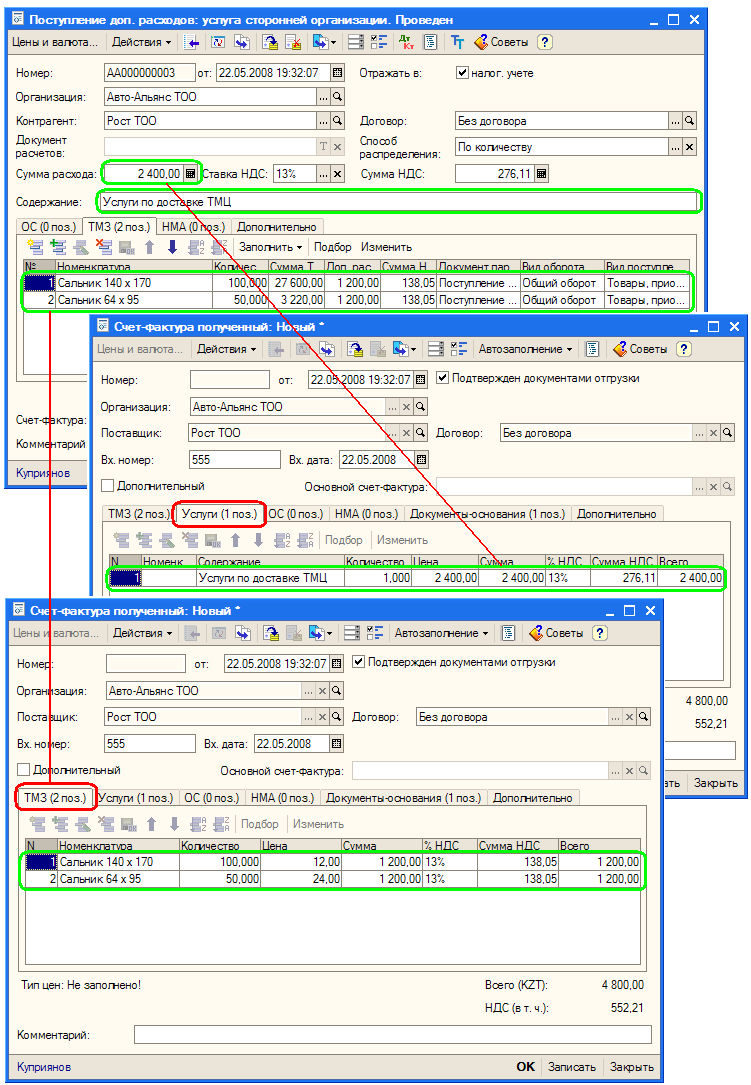 Поступление доп. расходов: услуга сторонней организации. Проведен
Цены и валюта... Действия Дт Кт Тт Советы ?
Номер: АА000000003 от: 22.05.2008 19:32:07 Отражать в: налог. учете
Организация: Авто-Альянс ТОО
Контрагент: Рост ТОО Договор: Без договора
Документ расчетов: Способ распределения: По количеству
Сумма расхода: 2 400,00 Ставка НДС: 13% Сумма НДС: 276,11
Содержание: Услуги по доставке ТМЦ
ОС (0 поз.) ТМЗ (2 поз.) НМА (0 поз.) Дополнительно
Заполнить Подбор Изменить
№ Номенклатура Количес... Сумма Т... Доп. рас... Сумма Н... Документ пар... Вид оборота Вид поступле...
1 Сальник 140 x 170 100,000 27 600,00 1 200,00 138,05 Поступление ... Общий оборот Товары, прио...
2 Сальник 64 x 95 50,000 3 220,00 1 200,00 138,05 Поступление ... Общий оборот Товары, прио...
Счет-фактура:
Комментарий
Куприянов
Счет-фактура полученный: Новый *
Цены и валюта... Действия Автозаполнение Советы ?
Номер: от: 22.05.2008 19:32:07 Подтвержден документами отгрузки
Организация: Авто-Альянс ТОО
Поставщик: Рост ТОО Договор: Без договора
Вх. номер: 555 Вх. дата: 22.05.2008
Дополнительный Основной счет-фактура:
ТМЗ (2 поз.) Услуги (1 поз.) ОС (0 поз.) НМА (0 поз.) Документы-основания (1 поз.) Дополнительно
Подбор Изменить
N Номенк... Содержание Количество Цена Сумма % НДС Сумма НДС Всего
1 Услуги по доставке ТМЦ 1,000 2 400,00 2 400,00 13% 276,11 2 400,00
4 800,00
552,21
ать Закрыть
Счет-фактура полученный: Новый *
Цены и валюта... Действия Автозаполнение Советы ?
Номер: от: 22.05.2008 19:32:07 Подтвержден документами отгрузки
Организация: Авто-Альянс ТОО
Поставщик: Рост ТОО Договор: Без договора
Вх. номер: 555 Вх. дата: 22.05.2008
Дополнительный Основной счет-фактура:
ТМЗ (2 поз.) Услуги (1 поз.) ОС (0 поз.) НМА (0 поз.) Документы-основания (1 поз.) Дополнительно
Подбор Изменить
N Номенклатура Количество Цена Сумма % НДС Сумма НДС Всего
1 Сальник 140 x 170 100,000 12,00 1 200,00 13% 138,05 1 200,00
2 Сальник 64 x 95 50,000 24,00 1 200,00 13% 138,05 1 200,00
Тип цен: Не заполнено! Всего (KZT): 4 800,00
НДС (в т. ч.): 552,21
Комментарий:
Куприянов OK Записать Закрыть